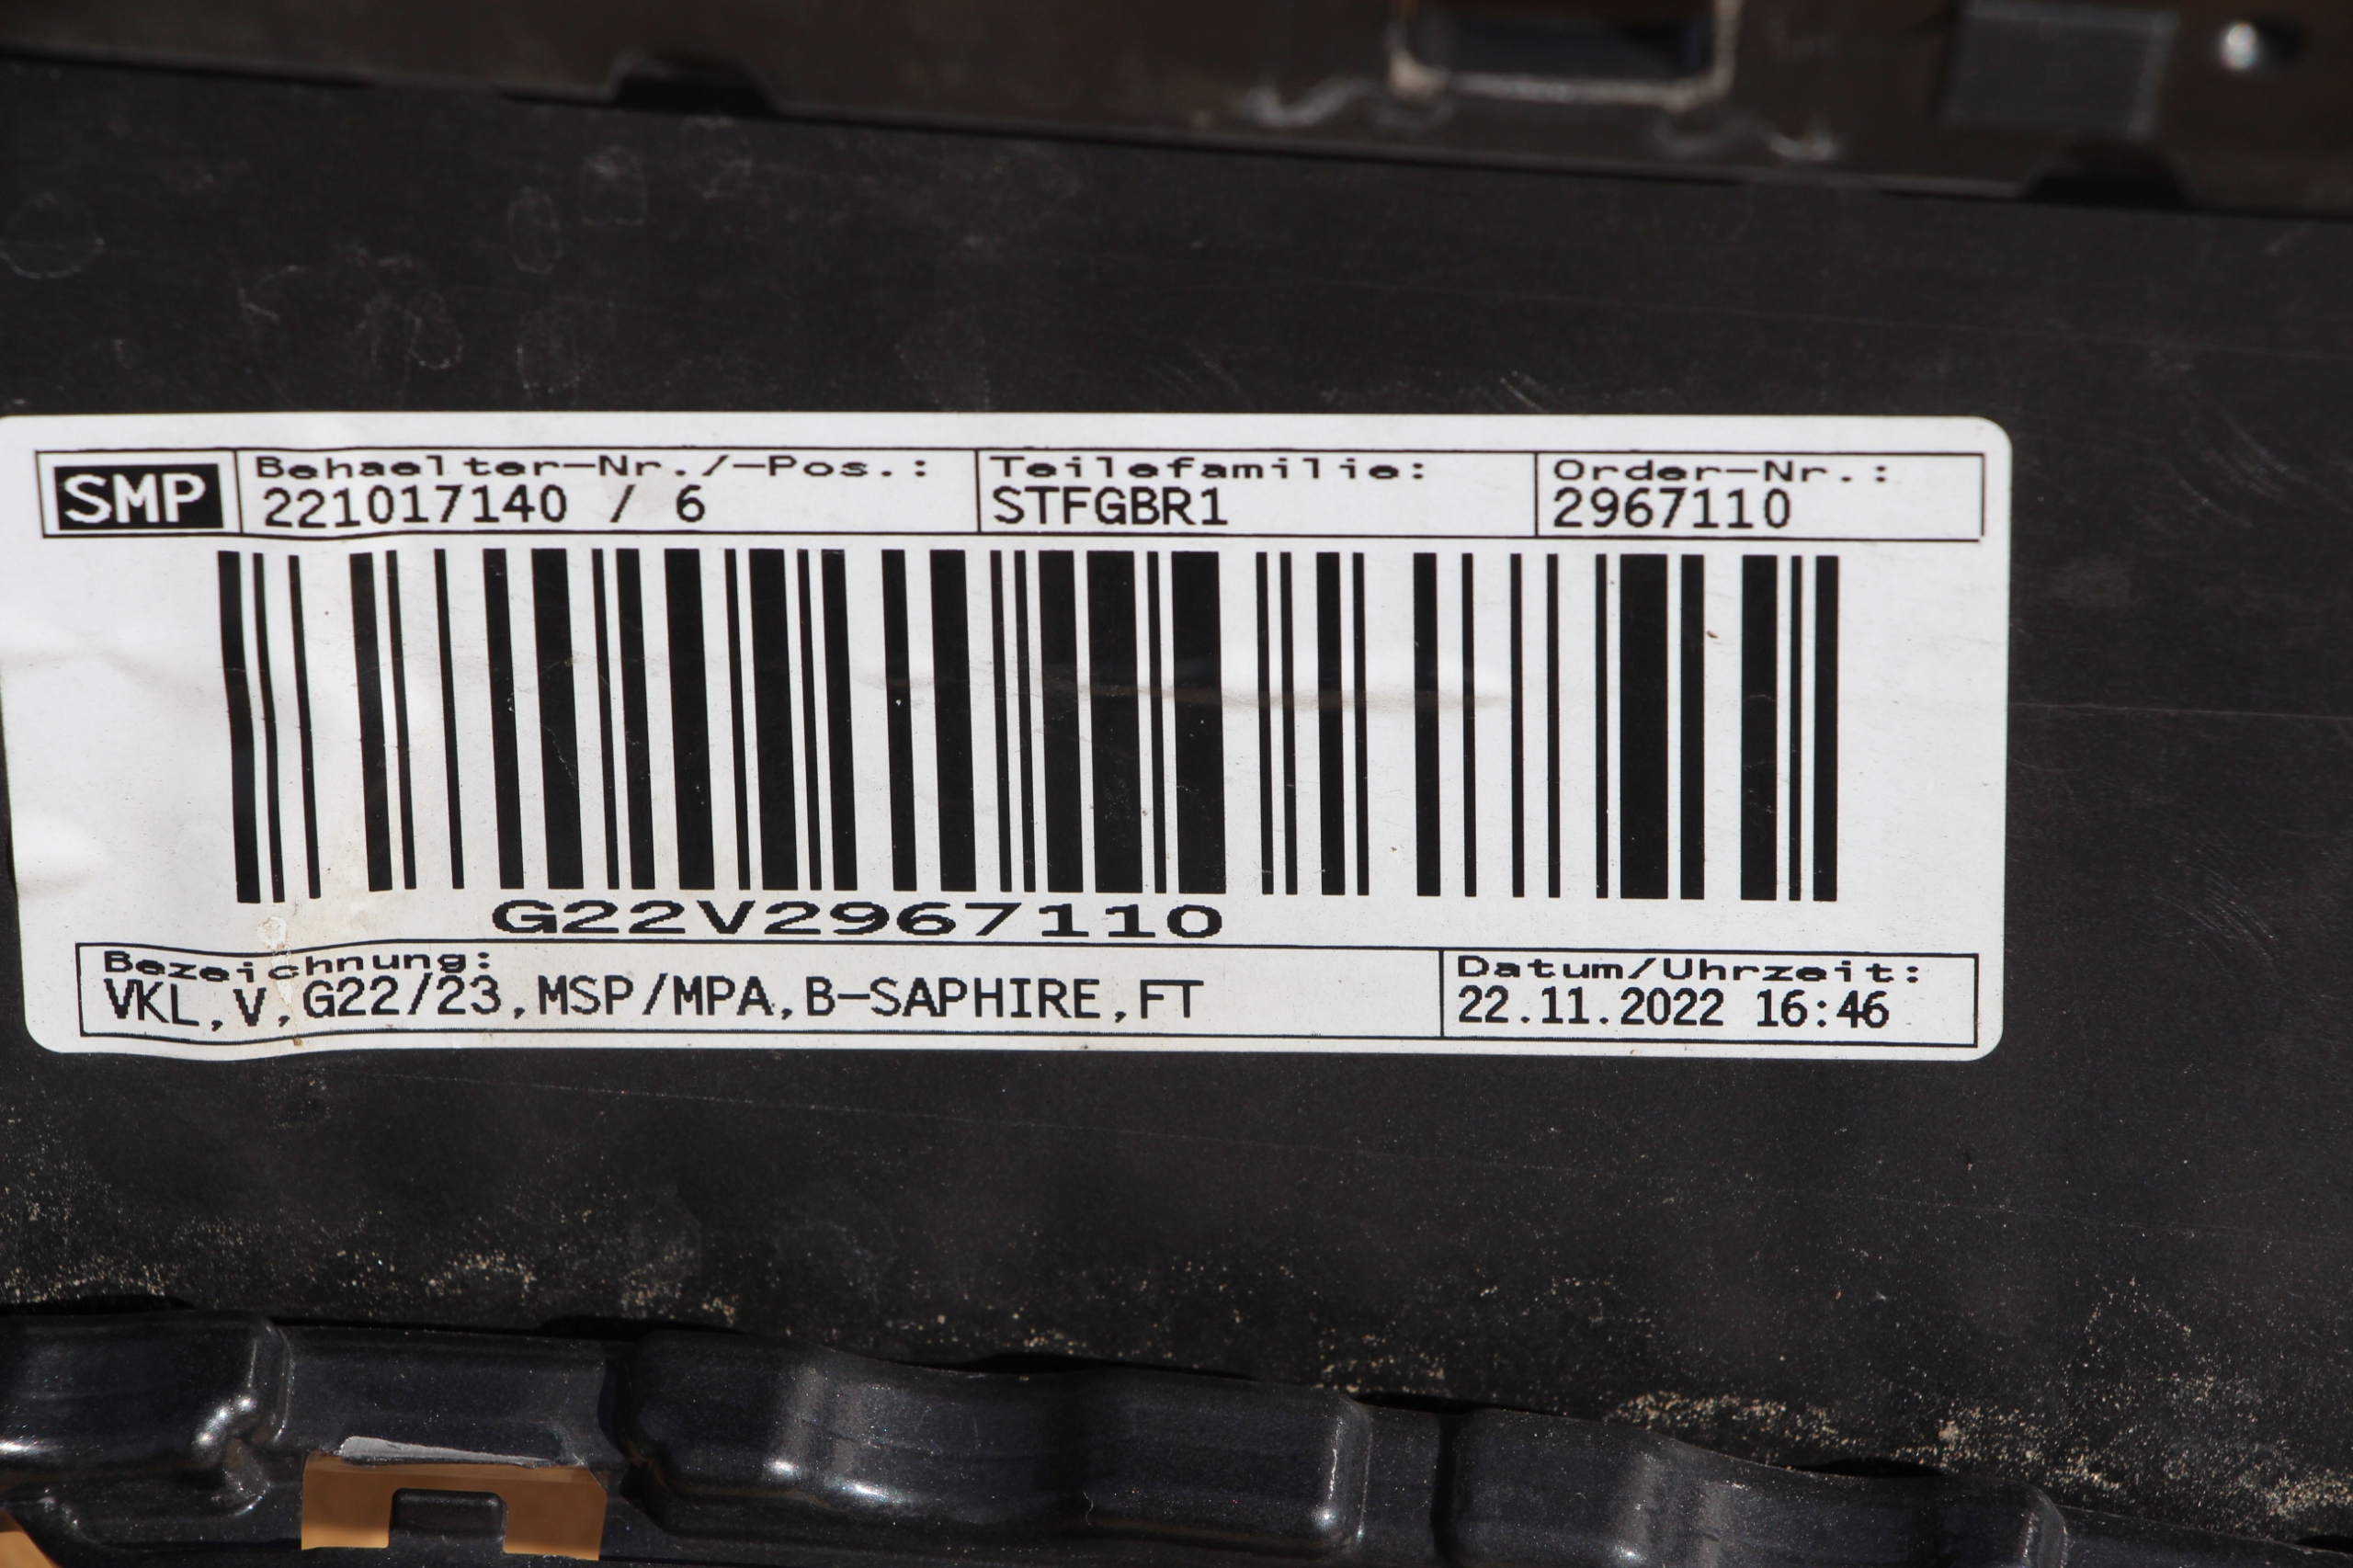 SMP
Behaelter-Nr./-Pos.:
221017140 / 6
Teilefamilie:
STFGBR1
Order-Nr.:
2967110
G22V2967110
Bezeichnung:
VKL,V,G22/23,MSP/MPA,B-SAPHIRE,FT
Datum/Uhrzeit:
22.11.2022 16:46